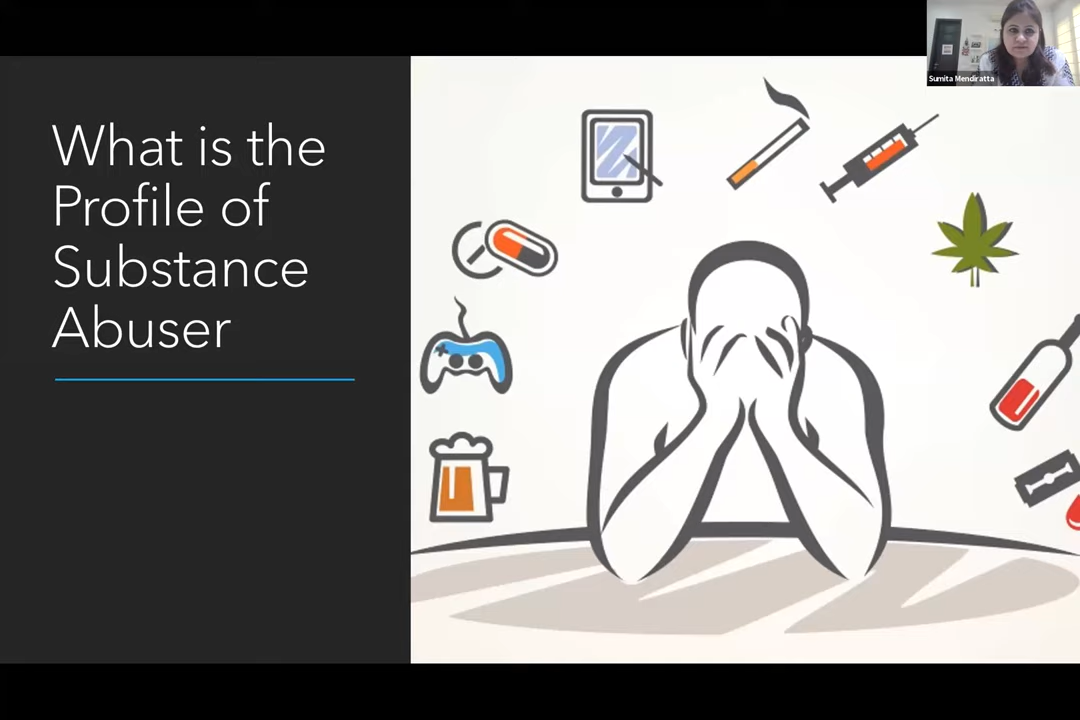 What is the
Profile of
Substance
Abuser
Sumita Mendiratta